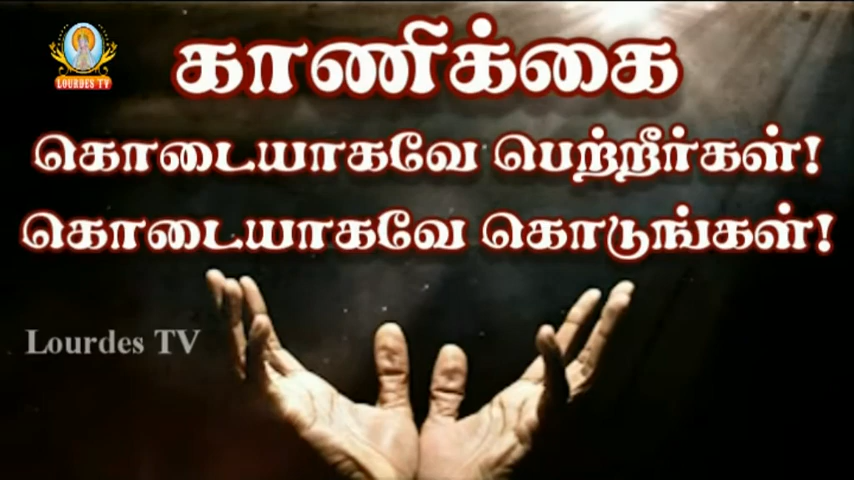 காணிக்கை
LOURDES TV
கொடையாகவே பெற்றீர்கள்!
கொடையாகவே கொடுங்கள்!
Lourdes TV